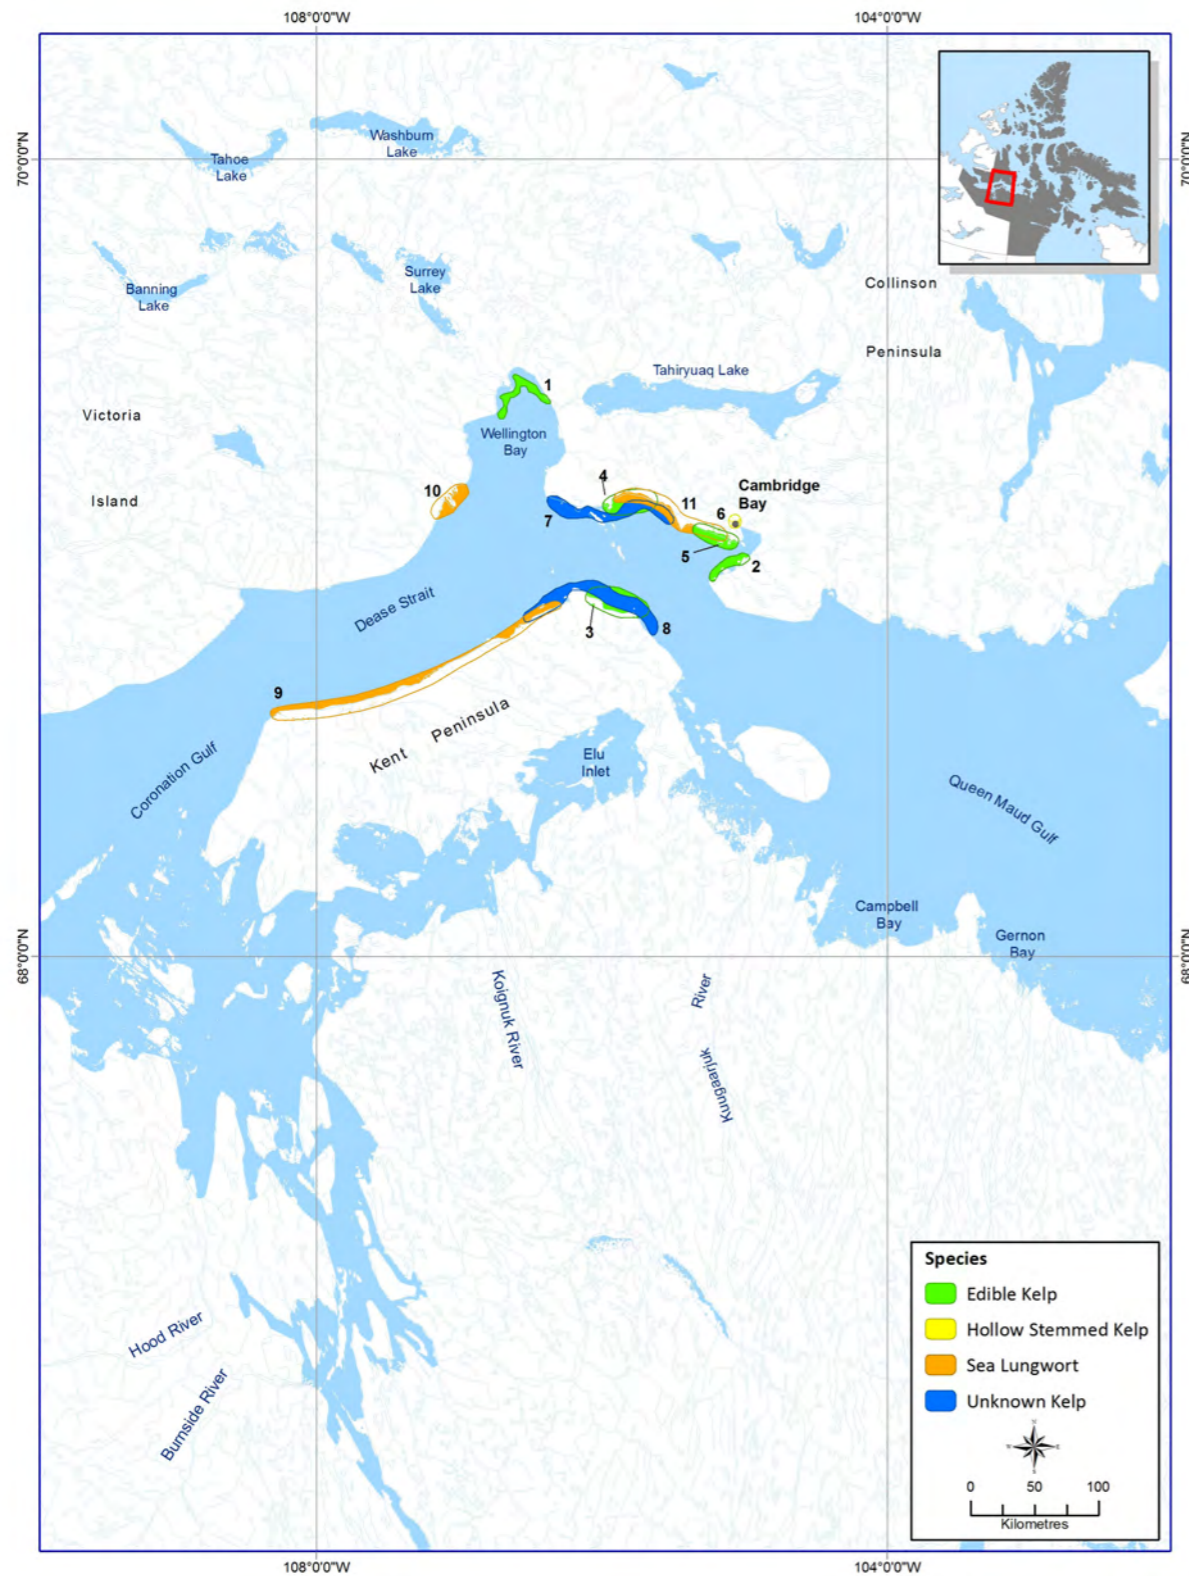 108°0'0"W
104°0'0"W
70°0'0"N
70°0'0"N
Washburn
Lake
Tahoe
Lake
Banning
Lake
Surrey
Lake
Collinson
Peninsula
Tahiryuaq Lake
Victoria
Island
1
Wellington
Bay
10
4
11
Cambridge
Bay
6
7
5
2
Dease Strait
3
8
9
Kent Peninsula
Elu
Inlet
Coronation Gulf
Queen Maud Gulf
Campbell
Bay
Gernon
Bay
68°0'0"N
68°0'0"N
Koignuk River
River
Kuugaarjuk
Hood River
Burnside River
Species
Edible Kelp
Hollow Stemmed Kelp
Sea Lungwort
Unknown Kelp
N
W
E
S
0 50 100
Kilometres
108°0'0"W
104°0'0"W